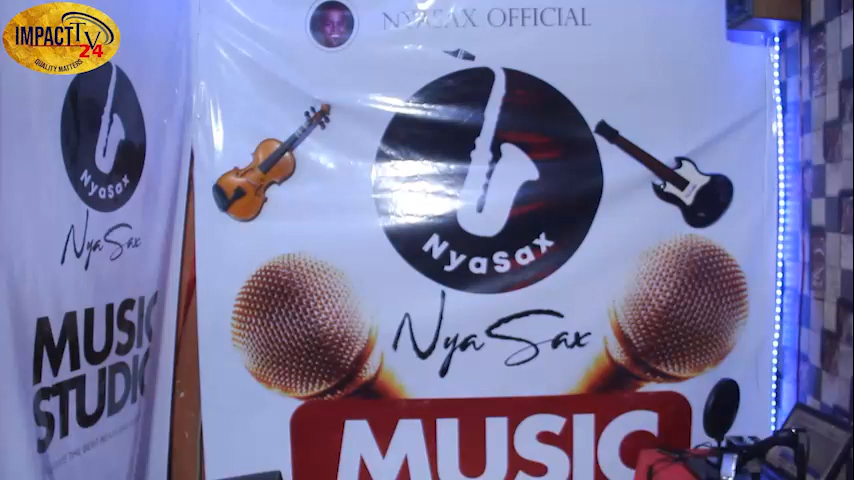 IMPACT TV
24
QUALITY MATTERS
NYASAX OFFICIAL
NyaSax
NyaSax
MUSIC
STUDIO
NyaSax
NyaSax
MUSIC